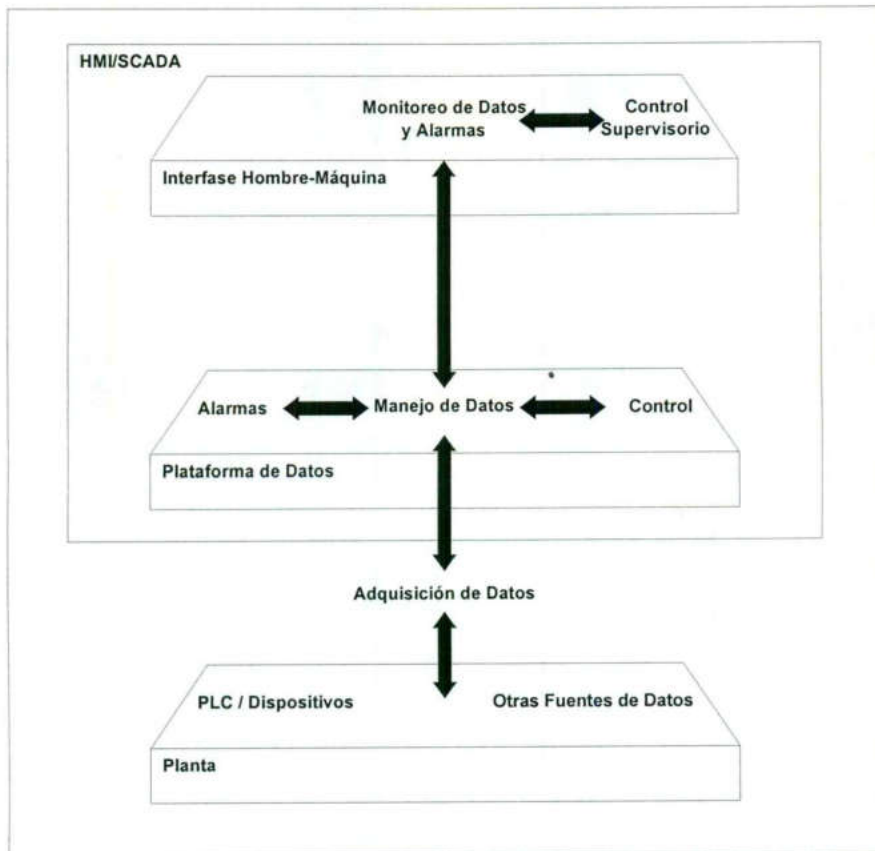 HMI/SCADA
Monitoreo de Datos
y Alarmas
Control
Supervisorio
Interfase Hombre-Máquina
Alarmas
Manejo de Datos
Control
Plataforma de Datos
Adquisición de Datos
PLC / Dispositivos
Otras Fuentes de Datos
Planta